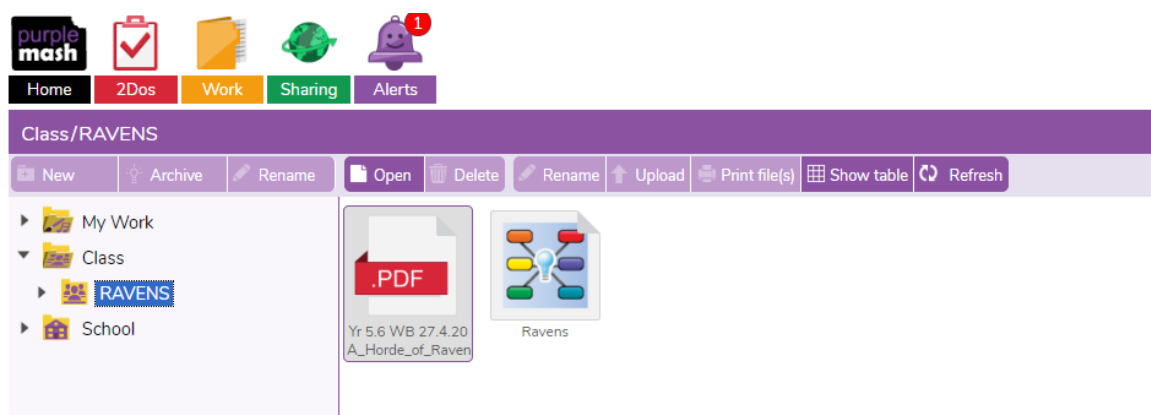 purple
mash
1
Home 2Dos Work Sharing Alerts
Class/RAVENS
New Archive Rename Open Delete Rename Upload Print file(s) Show table Refresh
My Work
Class
RAVENS
School
.PDF
Yr 5.6 WB 27.4.20
A_Horde_of_Raven
Ravens